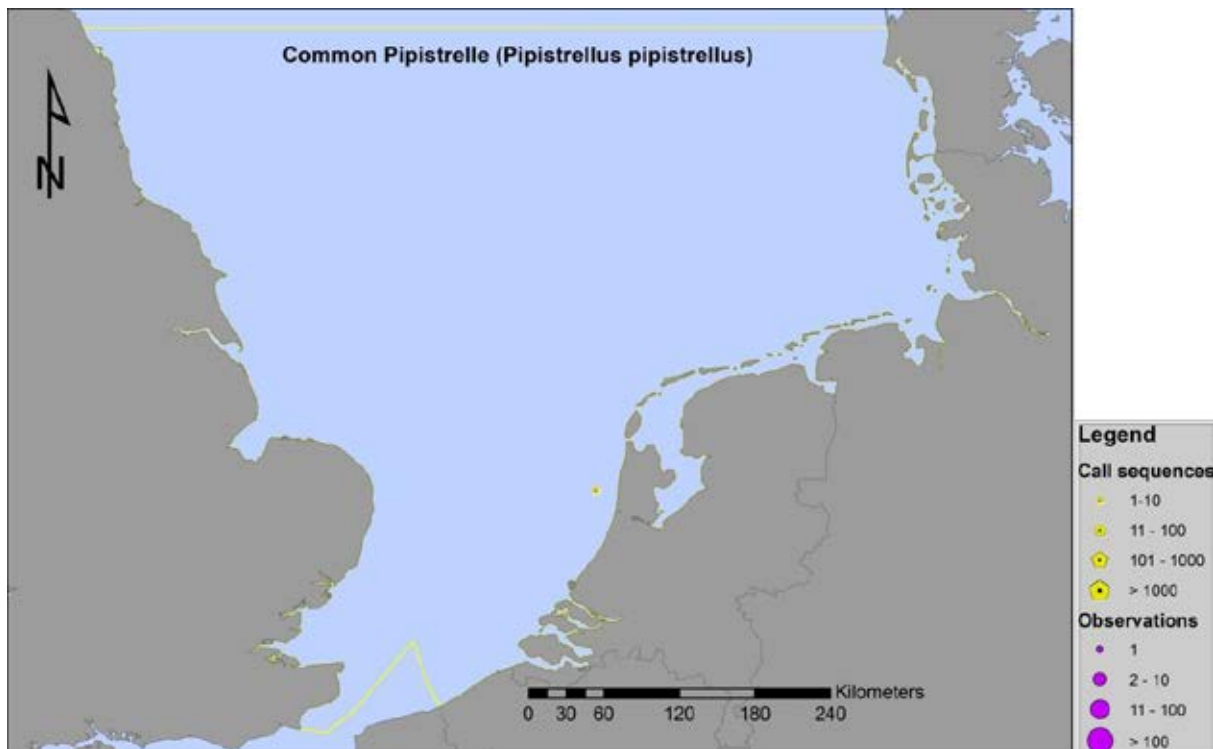 Common Pipistrelle (Pipistrellus pipistrellus)
N
Kilometers
0 30 60 120 180 240
Legend
Call sequences
1-10
11 - 100
101 - 1000
> 1000
Observations
1
2 - 10
11 - 100
> 100